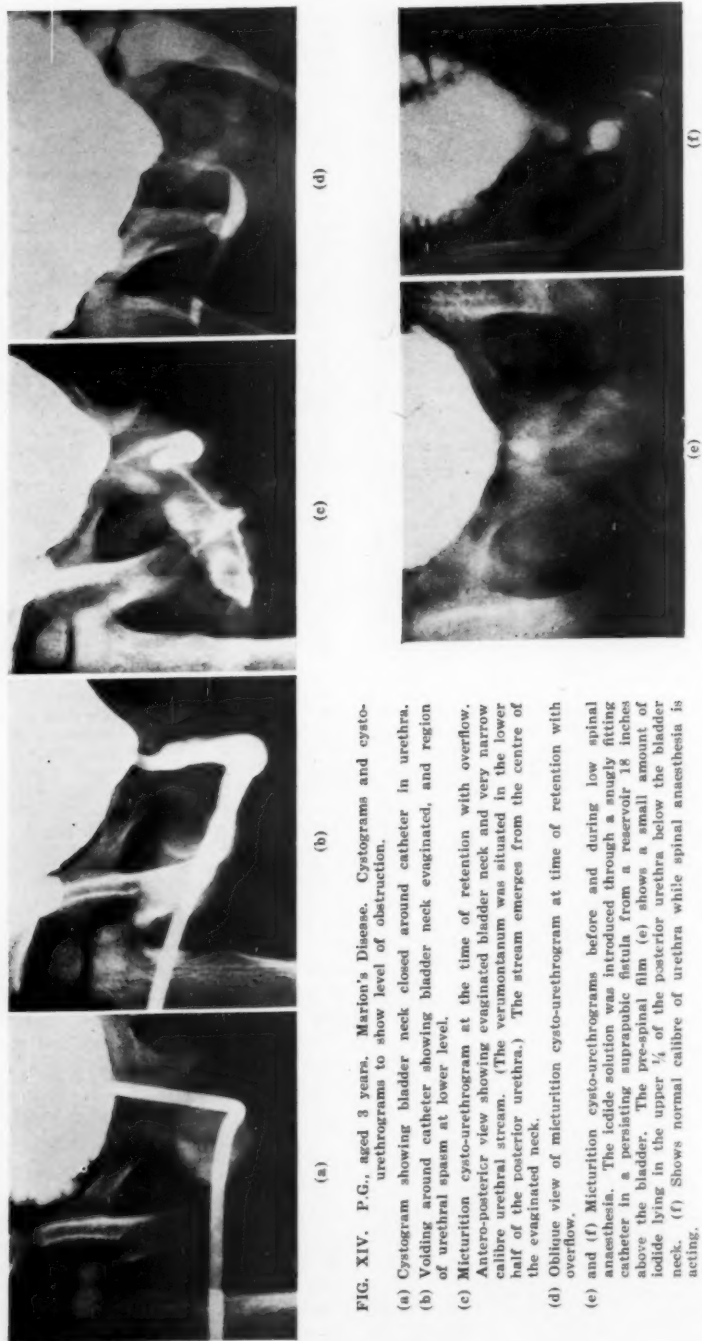 (a)
(b)
(c)
(d)
FIG. XIV. P.G., aged 3 years. Marion's Disease. Cystograms and cysto-
urethrograms to show level of obstruction.
(a) Cystogram showing bladder neck closed around catheter in urethra.
(b) Voiding around catheter showing bladder neck evaginated, and region
of urethral spasm at lower level.
(c) Micturition cysto-urethrogram at the time of retention with overflow.
Antero-posterior view showing evaginated bladder neck and very narrow
calibre urethral stream. (The verumontanum was situated in the lower
half of the posterior urethra.) The stream emerges from the centre of
the evaginated neck.
(d) Oblique view of micturition cysto-urethrogram at time of retention with
overflow.
(e) and (f) Micturition cysto-urethrograms before and during low spinal
anaesthesia. The iodide solution was introduced through a snugly fitting
catheter in a persisting suprapubic fistula from a reservoir 18 inches
above the bladder. The pre-spinal film (e) shows a small amount of
iodide lying in the upper ¼ of the posterior urethra below the bladder
neck. (f) Shows normal calibre of urethra while spinal anaesthesia is
acting.
(e)
(f)